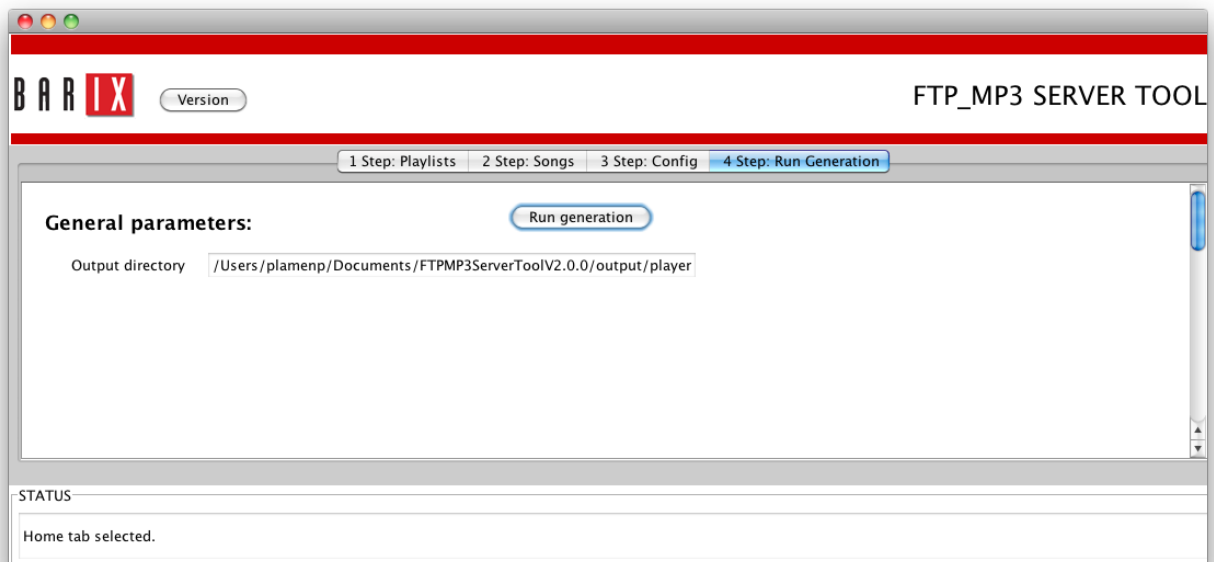 BARIX Version FTP_MP3 SERVER TOOL
1 Step: Playlists 2 Step: Songs 3 Step: Config 4 Step: Run Generation
General parameters: Run generation
Output directory /Users/plamenp/Documents/FTPMP3ServerToolV2.0.0/output/player
STATUS
Home tab selected.